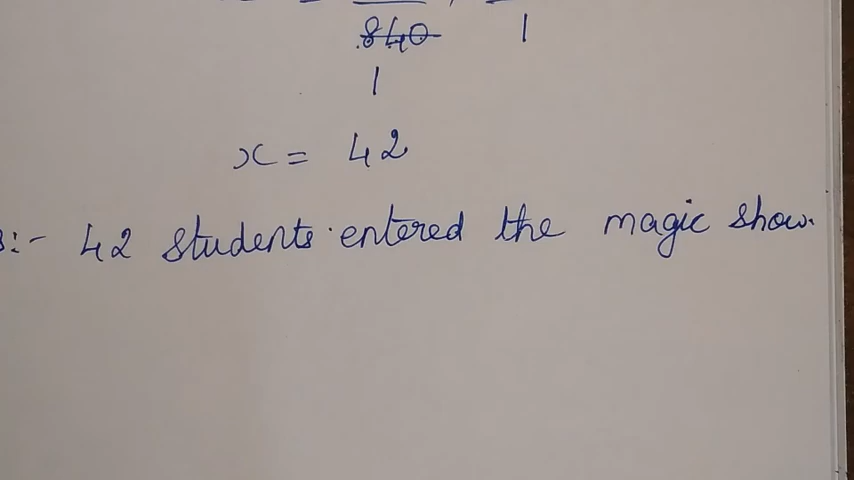 840 1
1
x = 42
:- 42 students entered the magic show.